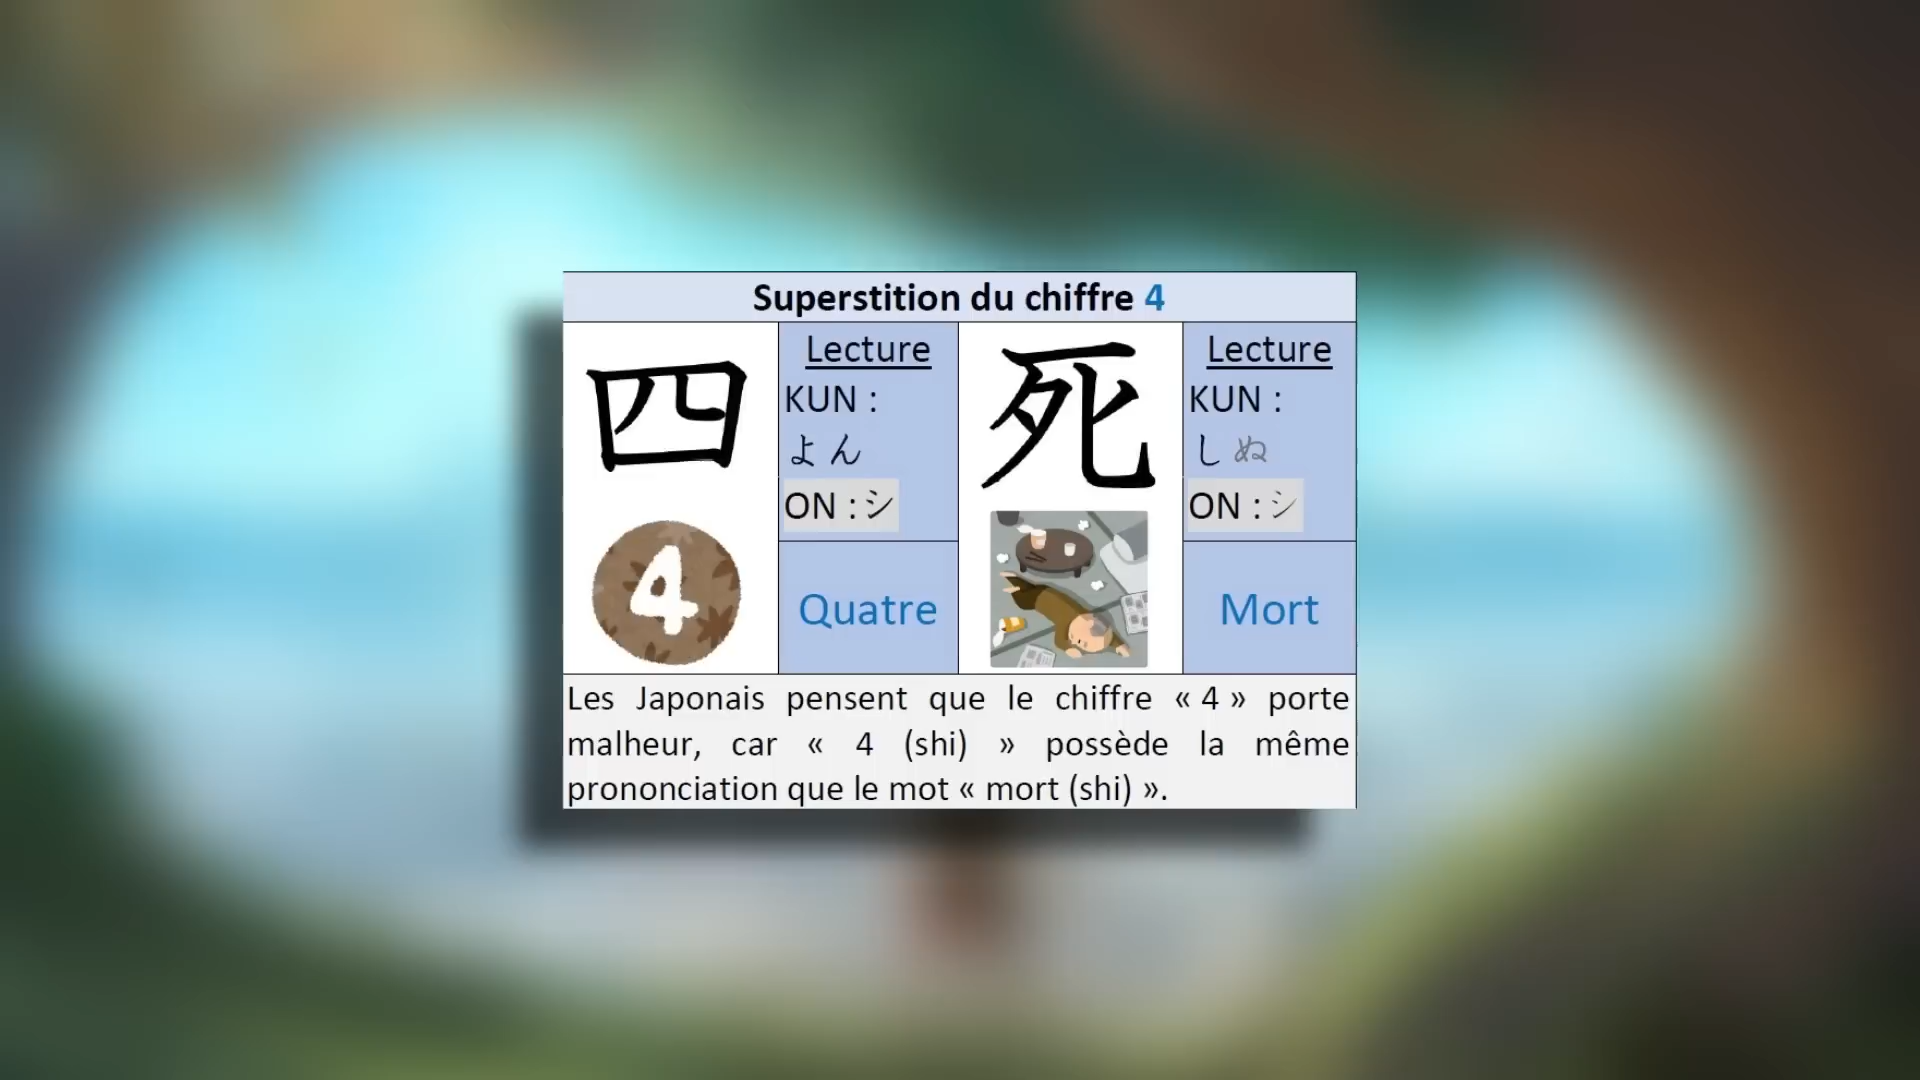 Superstition du chiffre 4
四
Lecture
KUN :
よん
ON : シ
4
Quatre
死
Lecture
KUN :
しぬ
ON : シ
Mort
Les Japonais pensent que le chiffre « 4 » porte
malheur, car « 4 (shi) » possède la même
prononciation que le mot « mort (shi) ».